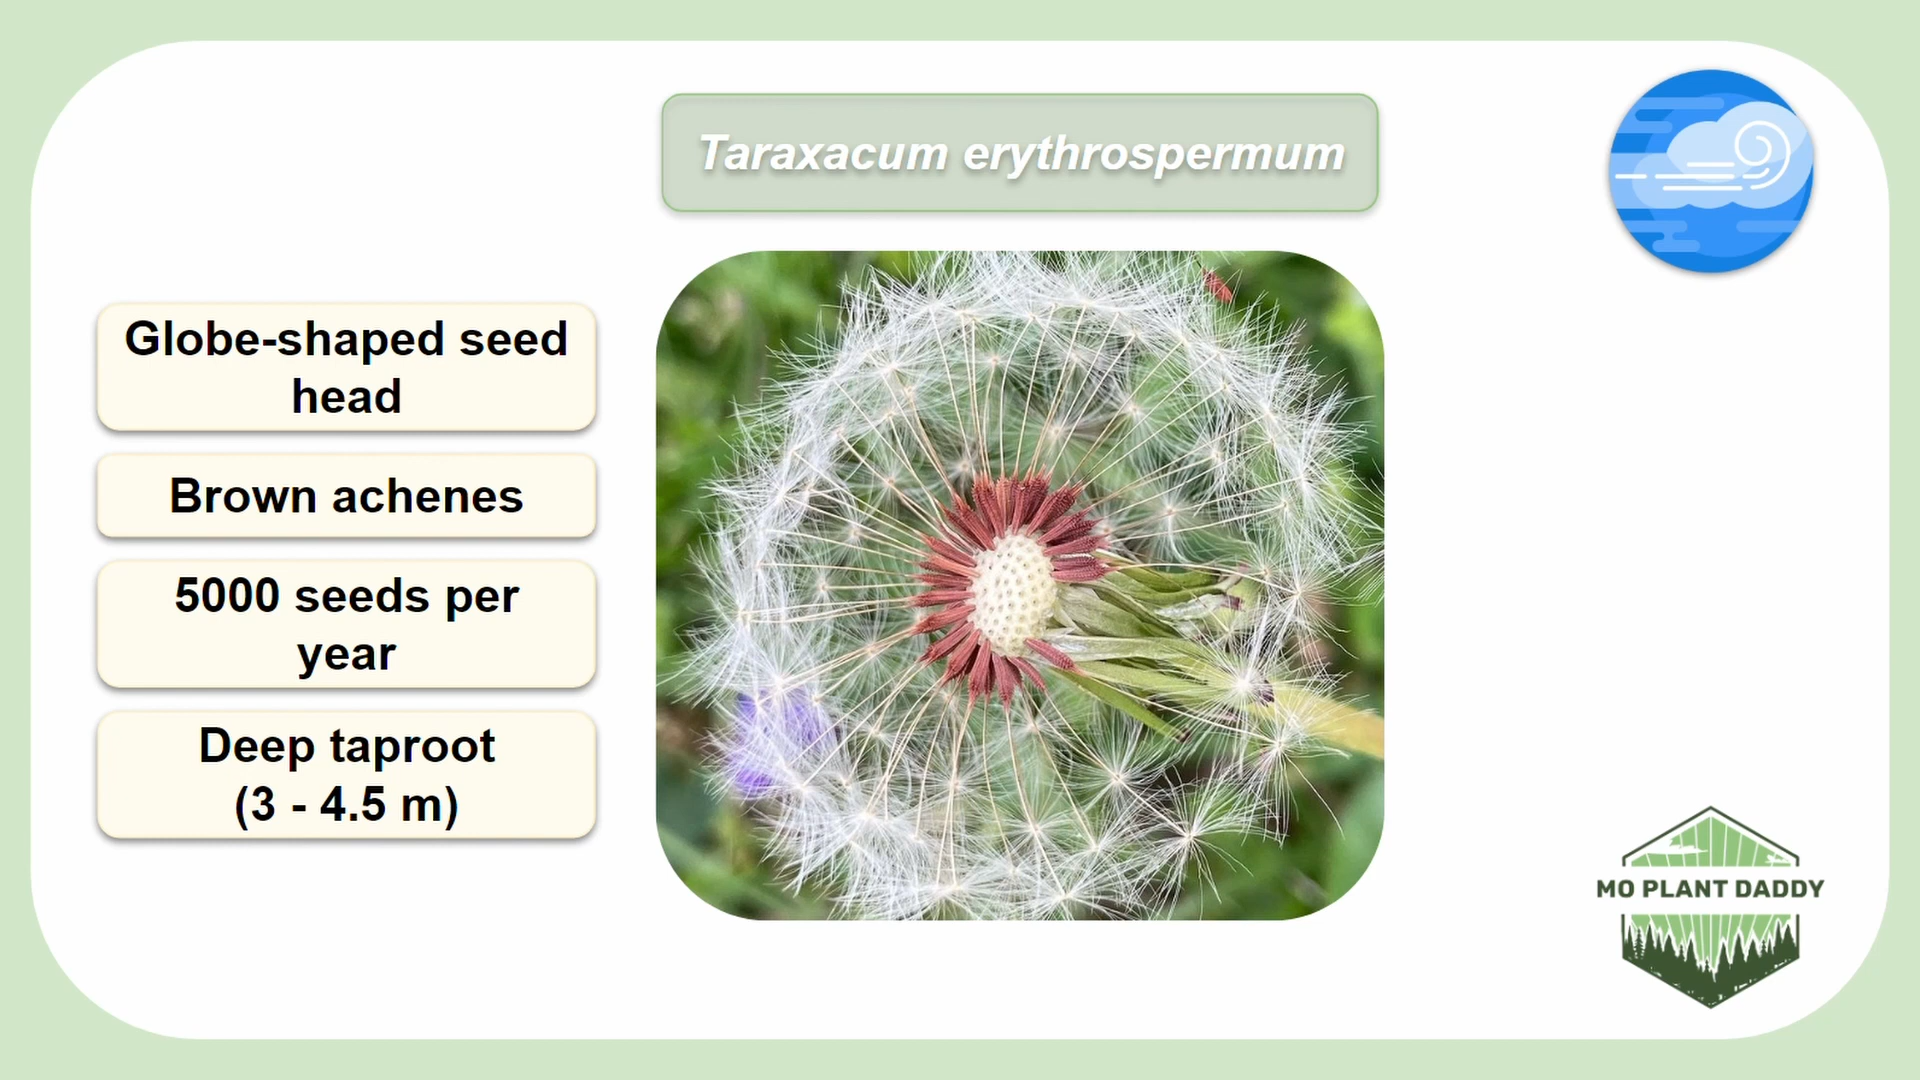 Taraxacum erythrospermum
Globe-shaped seed
head
Brown achenes
5000 seeds per
year
Deep taproot
(3 - 4.5 m)
MO PLANT DADDY